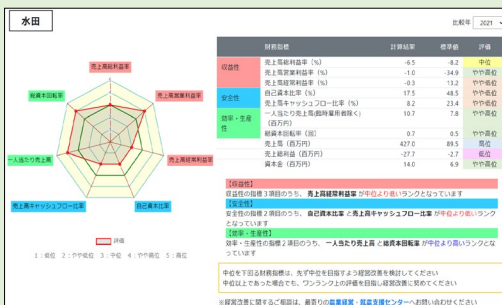 水田
比較年 2021
財務指標 計算結果 標準値 評価
収益性
売上高総利益率（%） -6.5 -8.2 中位
売上高営業利益率（%） -1.0 -34.9 やや高位
売上高経常利益率（%） -0.3 13.2 やや低位
安全性
自己資本比率（%） 17.5 48.5 やや低位
売上高キャッシュフロー比率（%） 8.2 23.4 やや低位
効率・生産性
一人当たり売上高(臨時雇用者除く)（百万円） 10.7 7.8 やや高位
総資本回転率（回） 0.7 0.5 やや高位
売上高（百万円） 427.0 89.5 高位
売上総利益（百万円） -27.7 -2.7 低位
資本金（百万円） 14.0 6.9 やや高位
売上高総利益率
売上高営業利益率
売上高経常利益率
自己資本比率
売上高キャッシュフロー比率
一人当たり売上高
総資本回転率
評価
1：低位 2：やや低位 3：中位 4：やや高位 5：高位
【収益性】
収益性の指標3項目のうち、 売上高経常利益率 が中位より低いランクとなっています
【安全性】
安全性の指標2項目のうち、 自己資本比率 と 売上高キャッシュフロー比率 が中位より低いランク
となっています
【効率・生産性】
効率・生産性の指標2項目のうち、 一人当たり売上高 と 総資本回転率 が中位より高いランクとな
っています
中位を下回る財務指標は、先ず中位を目指すよう経営改善を検討してください
中位以上であった場合でも、ワンランク上の評価を目指し経営改善に努めてください
※経営改善に関するご相談は、最寄りの農業経営・就農支援センターへお問い合わせください